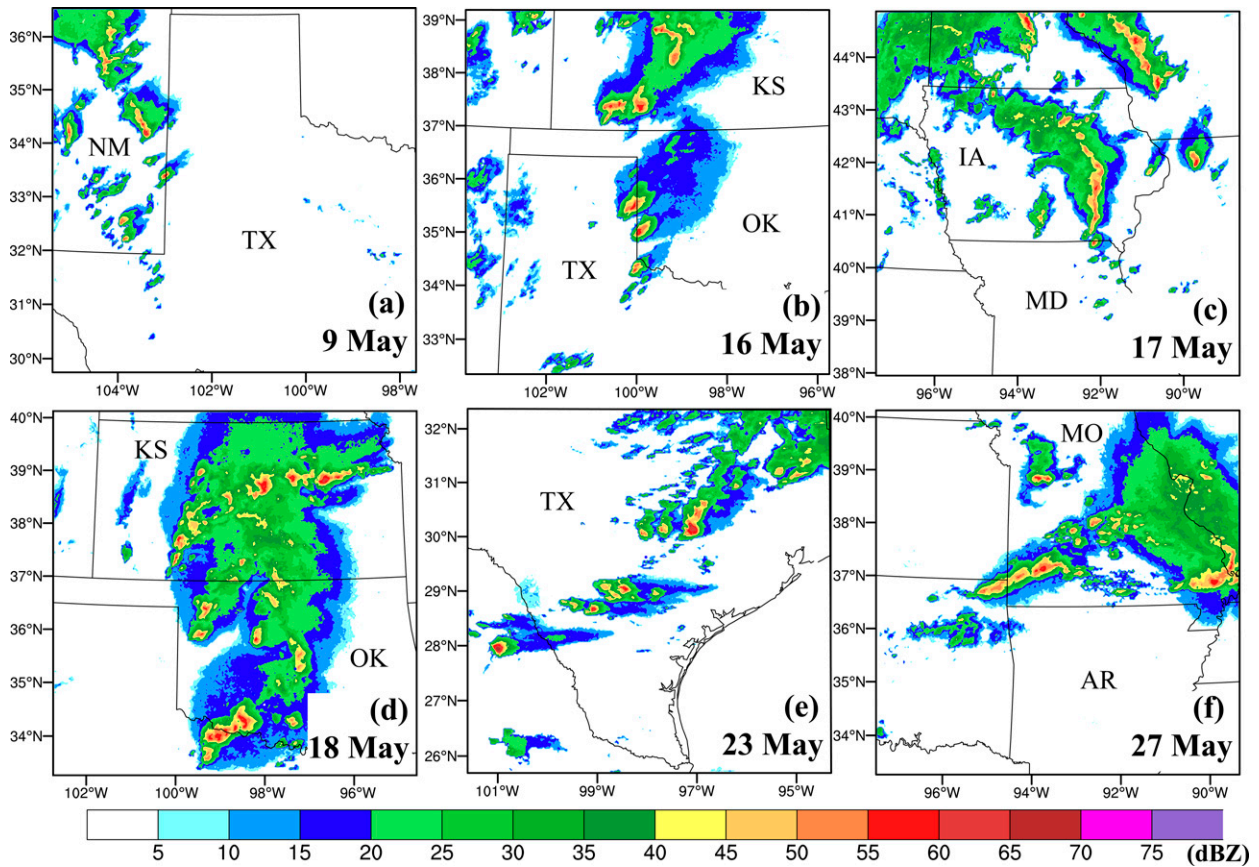 36°N
35°N
34°N
33°N
32°N
31°N
30°N
NM
TX
(a)
9 May
104°W 102°W 100°W 98°W
39°N
38°N
37°N
36°N
35°N
34°N
33°N
KS
OK
TX
(b)
16 May
102°W 100°W 98°W 96°W
44°N
43°N
42°N
41°N
40°N
39°N
38°N
IA
MD
(c)
17 May
96°W 94°W 92°W 90°W
40°N
39°N
38°N
37°N
36°N
35°N
34°N
KS
OK
(d)
18 May
102°W 100°W 98°W 96°W
32°N
31°N
30°N
29°N
28°N
27°N
26°N
TX
(e)
23 May
101°W 99°W 97°W 95°W
40°N
39°N
38°N
37°N
36°N
35°N
34°N
MO
AR
(f)
27 May
96°W 94°W 92°W 90°W
5 10 15 20 25 30 35 40 45 50 55 60 65 70 75 (dBZ)